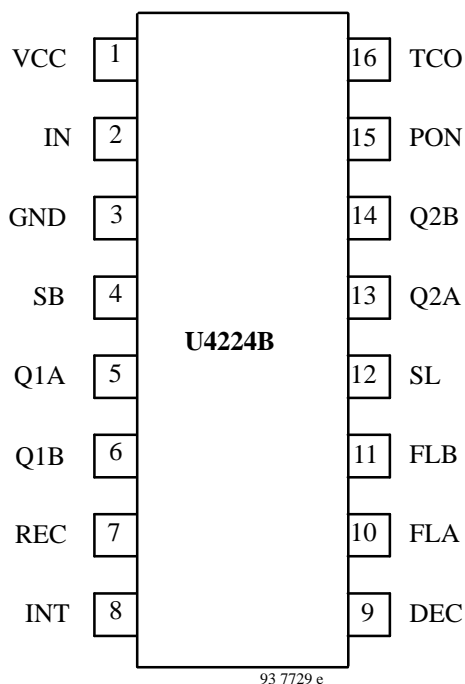 VCC 1 16 TCO
IN 2 15 PON
GND 3 14 Q2B
SB 4 13 Q2A
U4224B
Q1A 5 12 SL
Q1B 6 11 FLB
REC 7 10 FLA
INT 8 9 DEC
93 7729 e